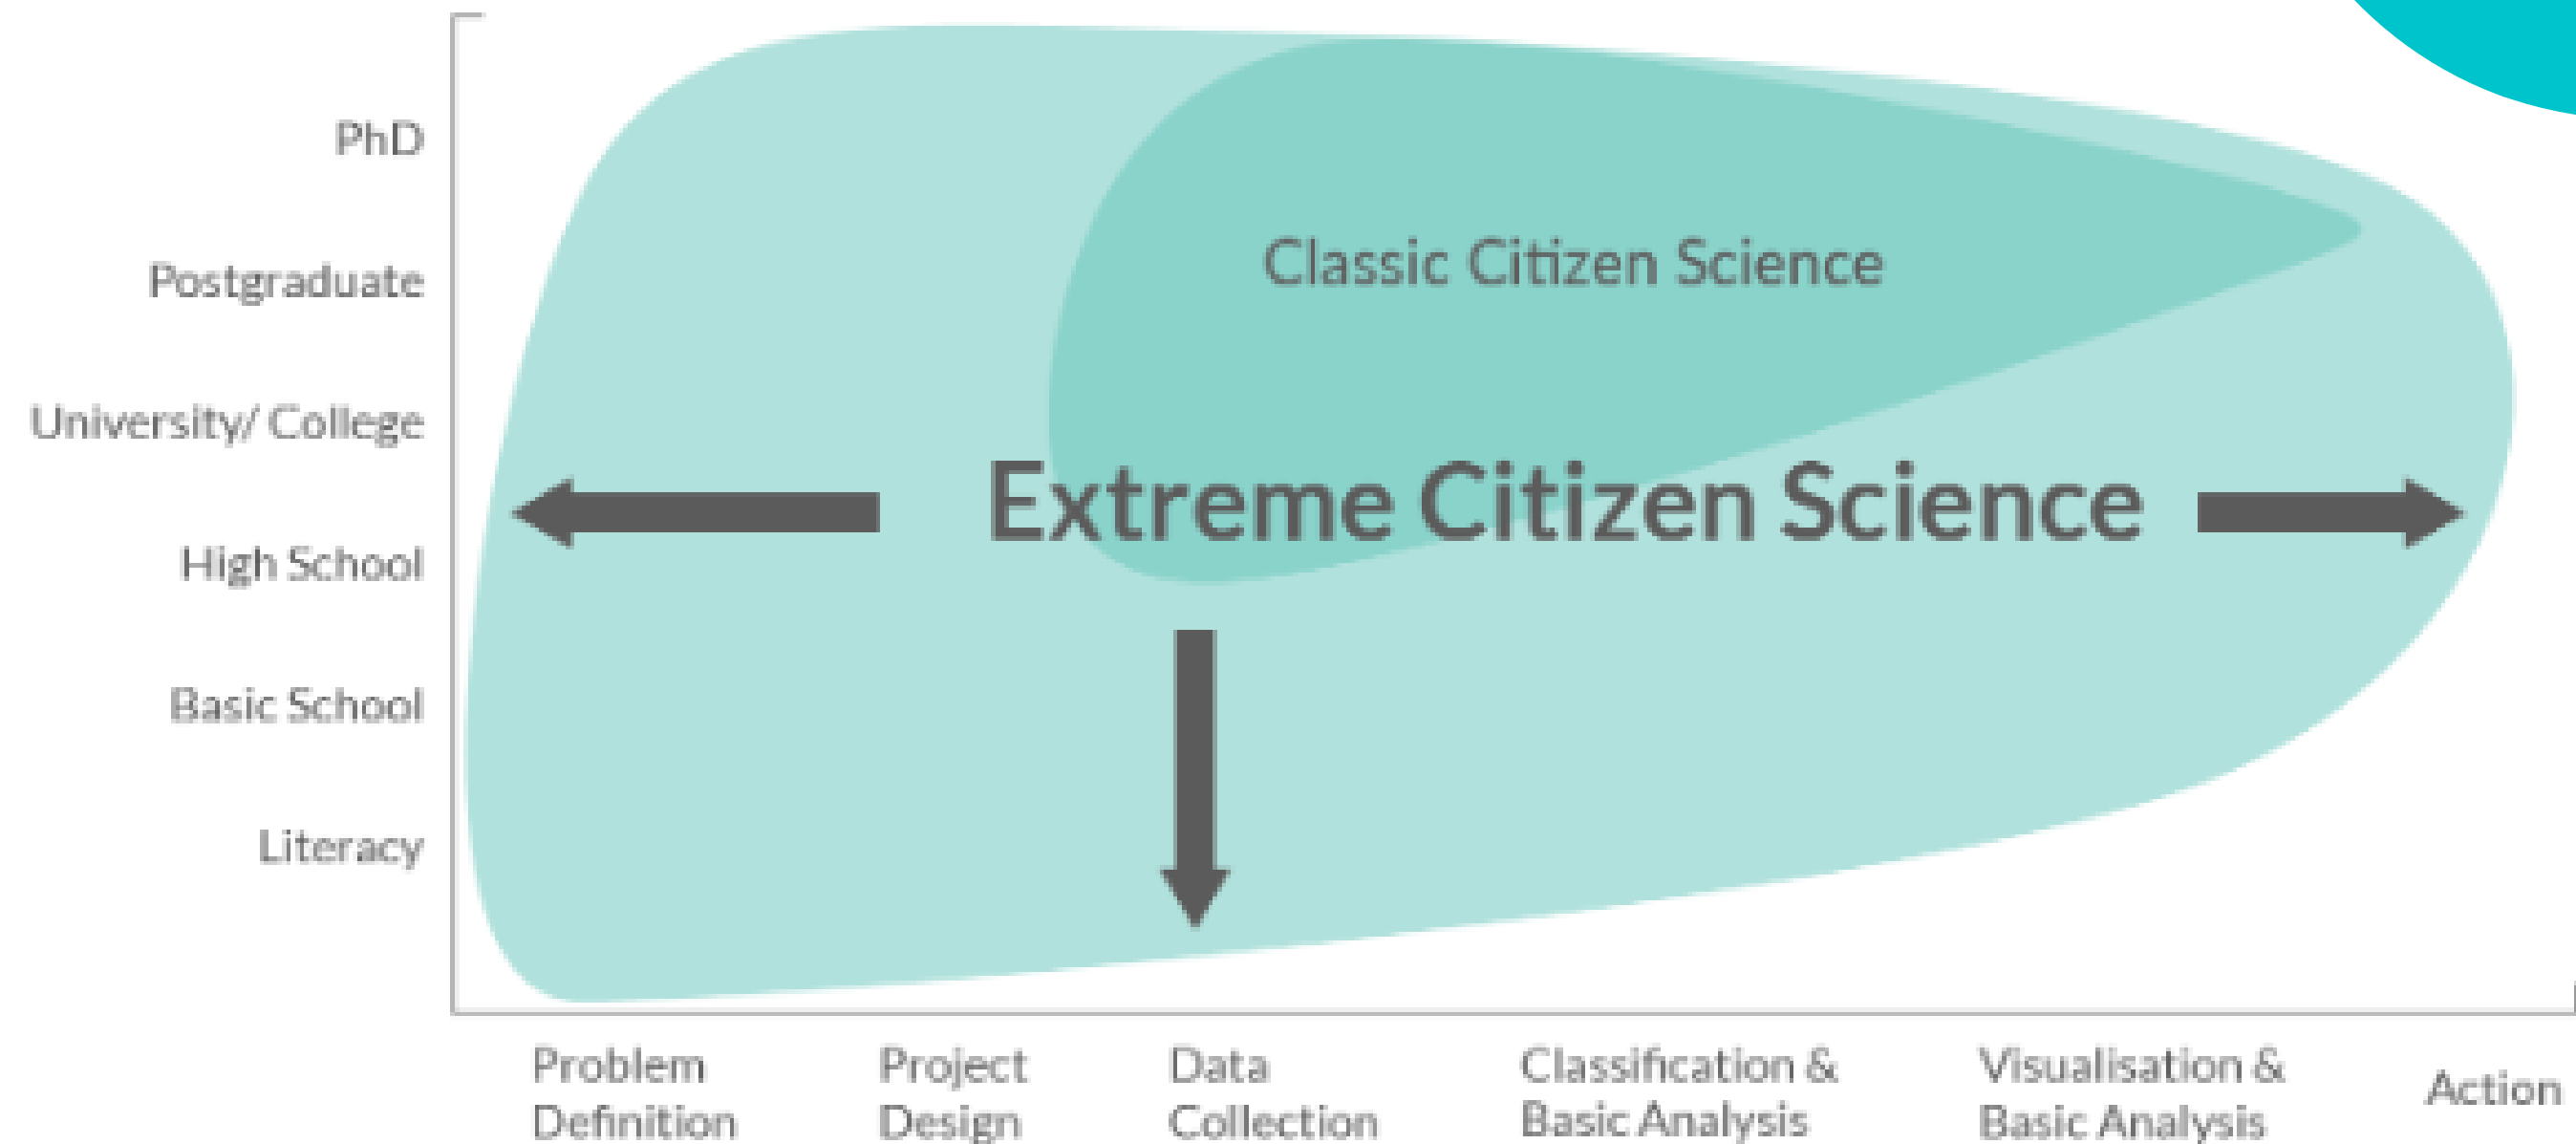 PhD
Postgraduate
University/ College
High School
Basic School
Literacy
Classic Citizen Science
Extreme Citizen Science
Problem
Definition
Project
Design
Data
Collection
Classification &
Basic Analysis
Visualisation &
Basic Analysis
Action